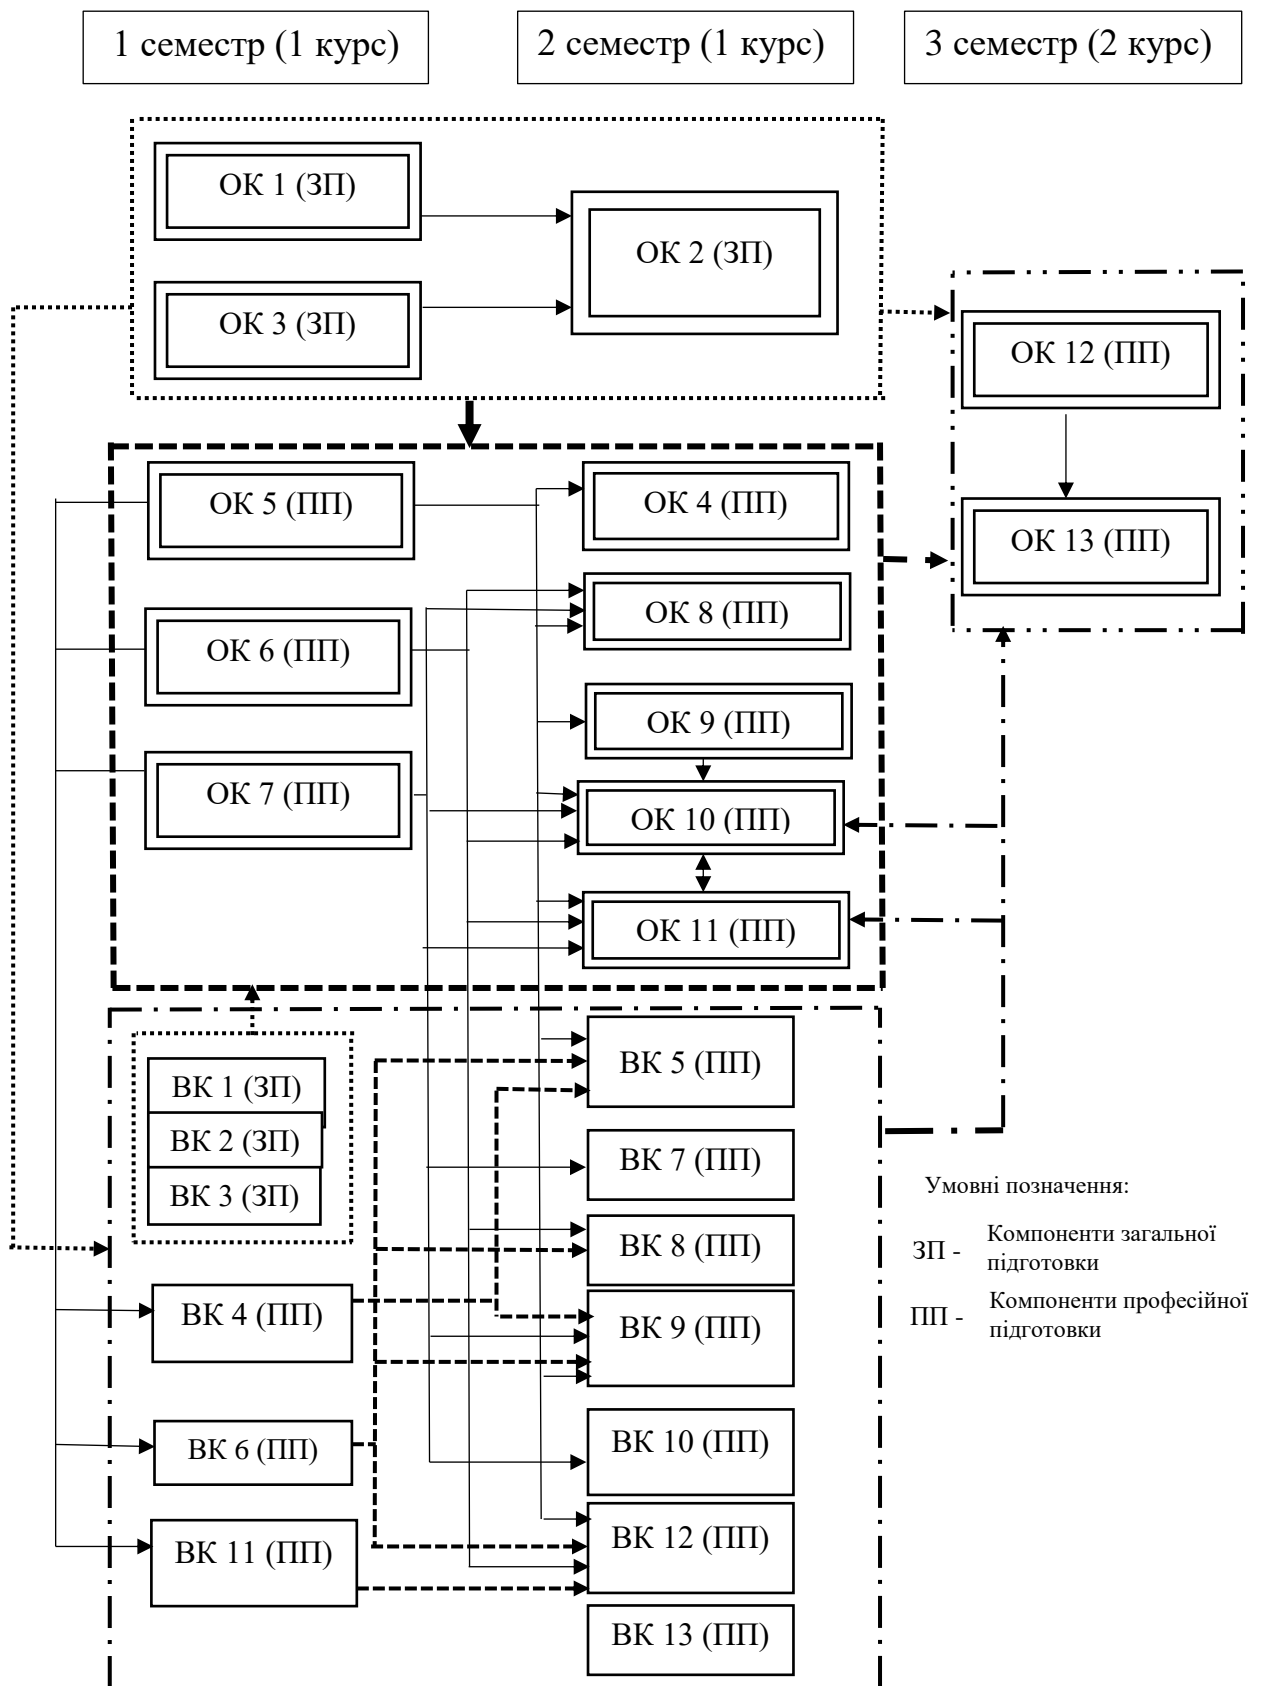 1 семестр (1 курс)
2 семестр (1 курс)
3 семестр (2 курс)
ОК 1 (ЗП)
ОК 2 (ЗП)
ОК 3 (ЗП)
ОК 12 (ПП)
ОК 13 (ПП)
ОК 5 (ПП)
ОК 4 (ПП)
ОК 8 (ПП)
ОК 6 (ПП)
ОК 9 (ПП)
ОК 7 (ПП)
ОК 10 (ПП)
ОК 11 (ПП)
ВК 1 (ЗП)
ВК 2 (ЗП)
ВК 3 (ЗП)
ВК 5 (ПП)
ВК 7 (ПП)
ВК 8 (ПП)
ВК 4 (ПП)
ВК 9 (ПП)
ВК 6 (ПП)
ВК 10 (ПП)
ВК 11 (ПП)
ВК 12 (ПП)
ВК 13 (ПП)
Умовні позначення:
ЗП - Компоненти загальної
підготовки
ПП - Компоненти професійної
підготовки